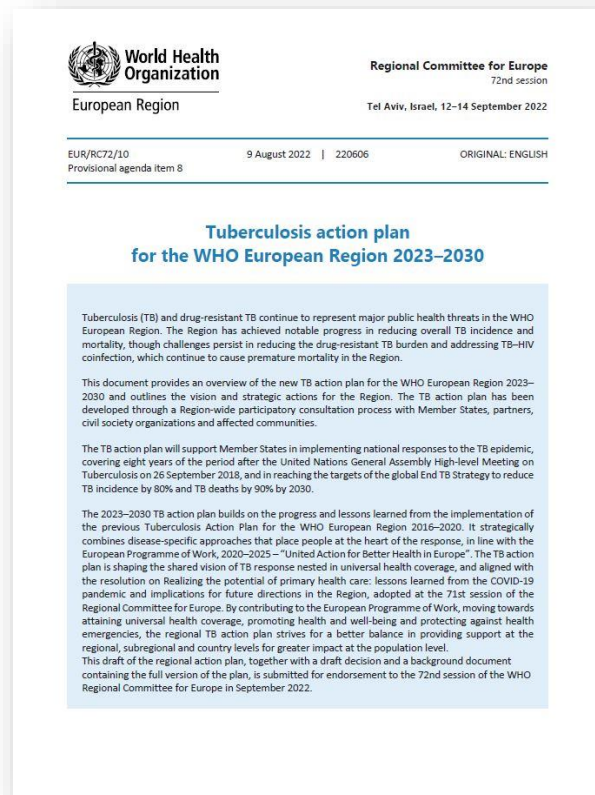 World Health
Organization
European Region
Regional Committee for Europe
72nd session
Tel Aviv, Israel, 12–14 September 2022
EUR/RC72/10
9 August 2022 | 220606
ORIGINAL: ENGLISH
Provisional agenda item 8
Tuberculosis action plan
for the WHO European Region 2023–2030
Tuberculosis (TB) and drug-resistant TB continue to represent major public health threats in the WHO
European Region. The Region has achieved notable progress in reducing overall TB incidence and
mortality, though challenges persist in reducing the drug-resistant TB burden and addressing TB–HIV
coinfection, which continue to cause premature mortality in the Region.
This document provides an overview of the new TB action plan for the WHO European Region 2023–
2030 and outlines the vision and strategic actions for the Region. The TB action plan has been
developed through a Region-wide participatory consultation process with Member States, partners,
civil society organizations and affected communities.
The TB action plan will support Member States in implementing national responses to the TB epidemic,
covering eight years of the period after the United Nations General Assembly High-level Meeting on
Tuberculosis on 26 September 2018, and in reaching the targets of the global End TB Strategy to reduce
TB incidence by 80% and TB deaths by 90% by 2030.
The 2023–2030 TB action plan builds on the progress and lessons learned from the implementation of
the previous Tuberculosis Action Plan for the WHO European Region 2016–2020. It strategically
combines disease-specific approaches that place people at the heart of the response, in line with the
European Programme of Work, 2020–2025 – “United Action for Better Health in Europe”. The TB action
plan is shaping the shared vision of TB response nested in universal health coverage, and aligned with
the resolution on Realizing the potential of primary health care: lessons learned from the COVID-19
pandemic and implications for future directions in the Region, adopted at the 71st session of the
Regional Committee for Europe. By contributing to the European Programme of Work, moving towards
attaining universal health coverage, promoting health and well-being and protecting against health
emergencies, the regional TB action plan strives for a better balance in providing support at the
regional, subregional and country levels for greater impact at the population level.
This draft of the regional action plan, together with a draft decision and a background document
containing the full version of the plan, is submitted for endorsement to the 72nd session of the WHO
Regional Committee for Europe in September 2022.